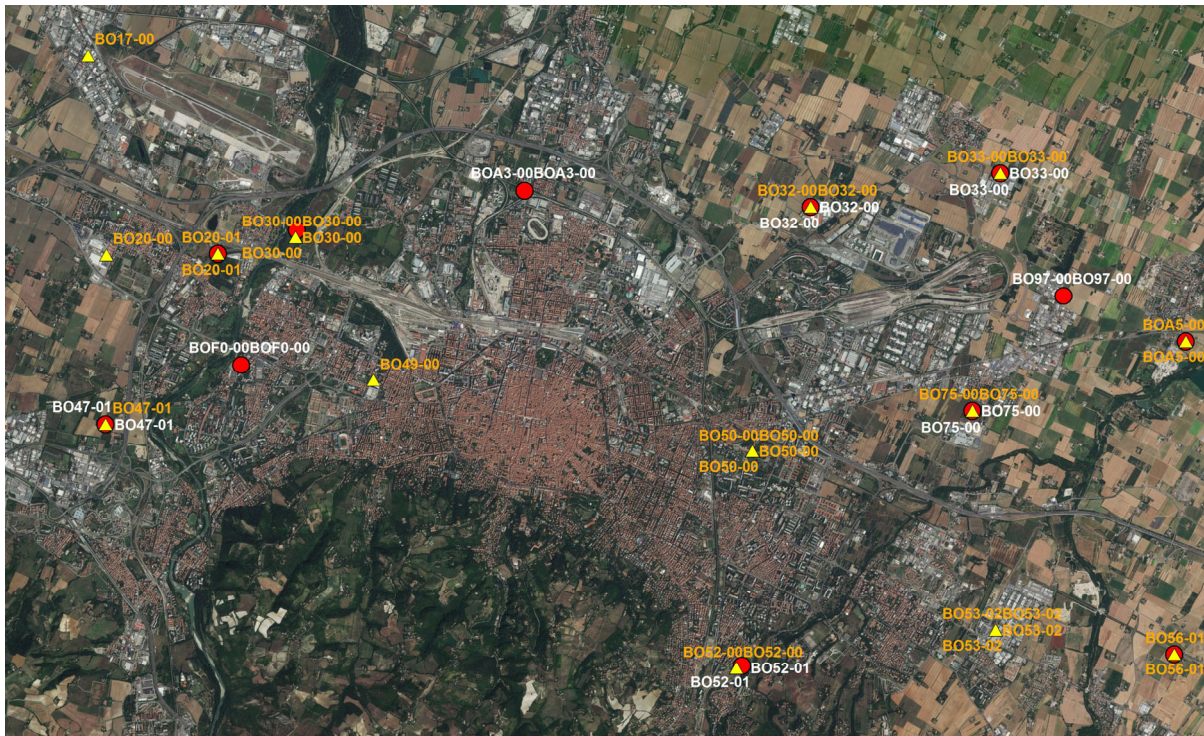 BO17-00
BOA3-00BOA3-00
BO33-00BO33-00
BO33-00
BO33-00
BO32-00BO32-00
BO32-00
BO32-00
BO30-00BO30-00
BO30-00
BO30-00
BO20-00
BO20-01
BO20-01
BO97-00BO97-00
BOA5-00
BOA5-00
BOF0-00BOF0-00
BO49-00
BO75-00BO75-00
BO75-00
BO75-00
BO47-01 BO47-01
BO47-01
BO50-00BO50-00
BO50-00
BO50-00
BO53-02BO53-02
BO53-02
BO53-02
BO56-01
BO56-01
BO52-00BO52-00
BO52-01
BO52-01